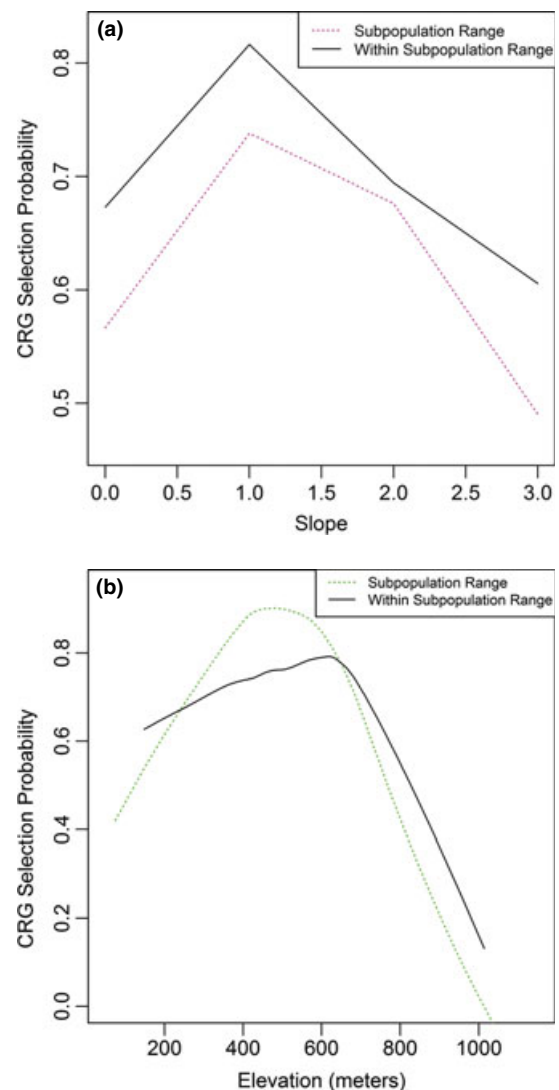 (a)
Subpopulation Range
Within Subpopulation Range
CRG Selection Probability
0.8
0.7
0.6
0.5
0.0 0.5 1.0 1.5 2.0 2.5 3.0
Slope
(b)
Subpopulation Range
Within Subpopulation Range
CRG Selection Probability
0.8
0.6
0.4
0.2
0.0
200 400 600 800 1000
Elevation (meters)